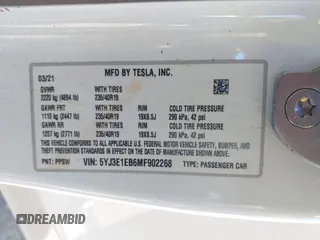 MFD BY TESLA, INC.
03/21
GVWR WITH TIRES
2220 kg (4894 lb) 235/40R19
GAWR FRT WITH TIRES RIM COLD TIRE PRESSURE
1110 kg (2447 lb) 235/40R19 19X8.5J 290 kPa, 42 psi
GAWR RR WITH TIRES RIM COLD TIRE PRESSURE
1257 kg (2771 lb) 235/40R19 19X8.5J 290 kPa, 42 psi
THIS VEHICLE CONFORMS TO ALL APPLICABLE U.S. FEDERAL MOTOR VEHICLE SAFETY, BUMPER, AND
THEFT PREVENTION STANDARDS IN EFFECT ON THE DATE OF MANUFACTURE SHOWN ABOVE.
PNT: PPSW VIN: 5YJ3E1EB6MF902268 TYPE: PASSENGER CAR
DREAMBID DREAMBID.COM